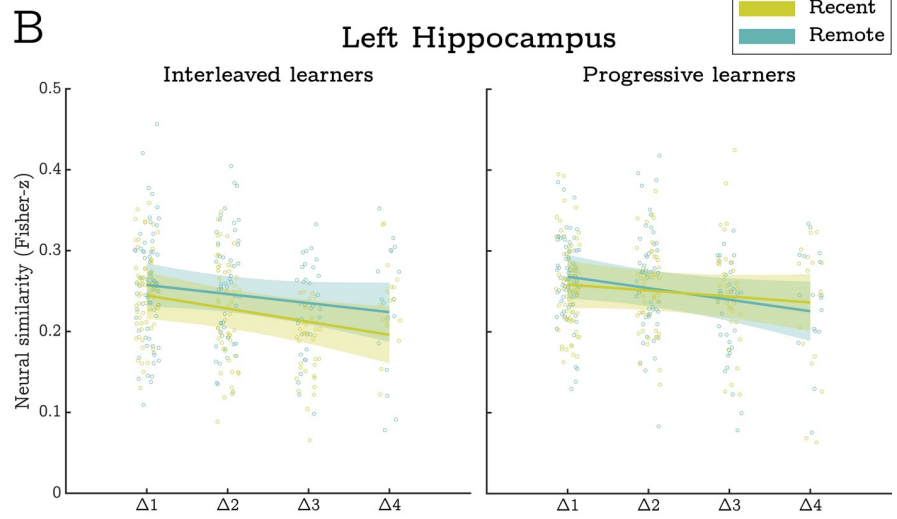 B
Recent
Remote
Left Hippocampus
Interleaved learners
Progressive learners
Neural similarity (Fisher-z)
0.5
0.4
0.3
0.2
0.1
0
Δ1 Δ2 Δ3 Δ4
Δ1 Δ2 Δ3 Δ4